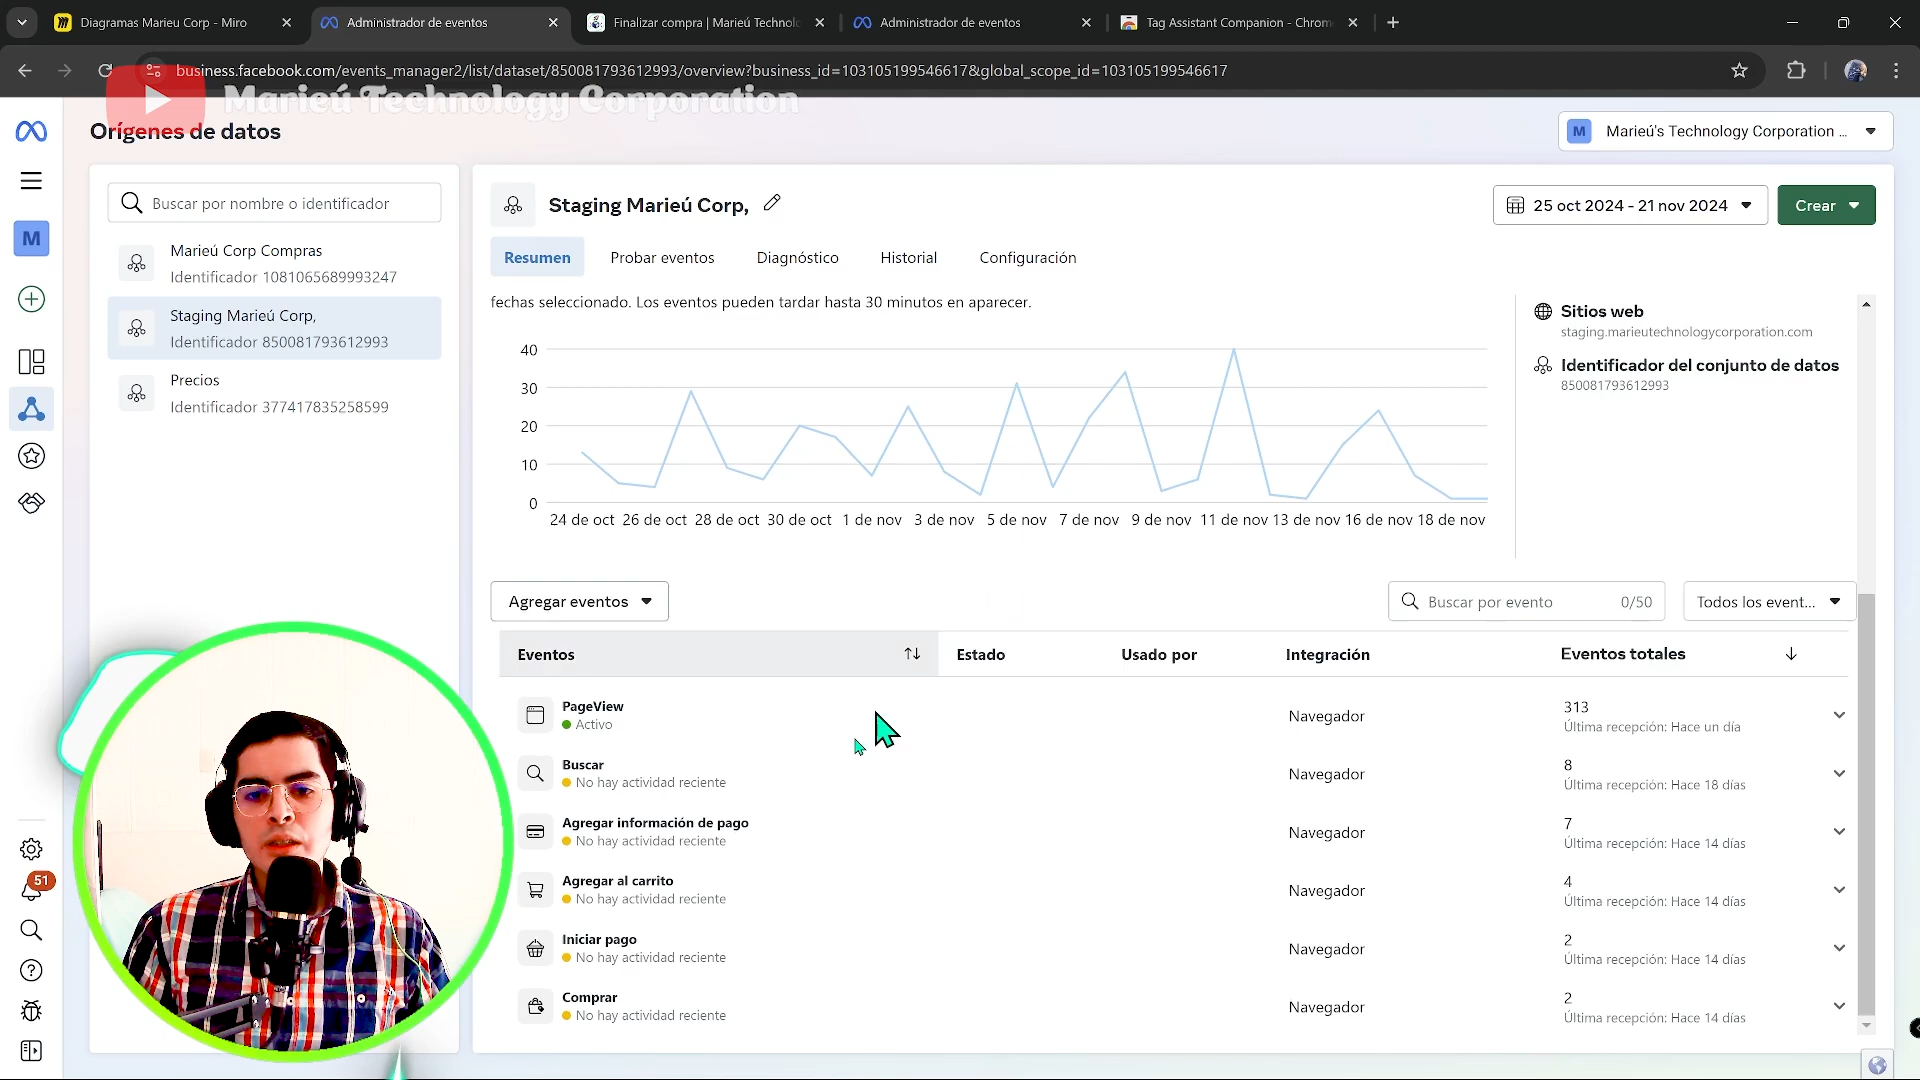 Diagramas Marieu Corp - Miro
Administrador de eventos
Finalizar compra | Marieú Technol
Administrador de eventos
Tag Assistant Companion - Chrom
business.facebook.com/events_manager2/list/dataset/850081793612993/overview?business_id=103105199546617&global_scope_id=103105199546617
Marieú Technology Corporation
Orígenes de datos
M
Marieú's Technology Corporation ...
Buscar por nombre o identificador
Marieú Corp Compras
Identificador 1081065689993247
Staging Marieú Corp,
Identificador 850081793612993
Precios
Identificador 377417835258599
M
51
Staging Marieú Corp,
25 oct 2024 - 21 nov 2024
Crear
Resumen
Probar eventos
Diagnóstico
Historial
Configuración
fechas seleccionado. Los eventos pueden tardar hasta 30 minutos en aparecer.
40
30
20
10
0
24 de oct 26 de oct 28 de oct 30 de oct 1 de nov 3 de nov 5 de nov 7 de nov 9 de nov 11 de nov 13 de nov 16 de nov 18 de nov
Sitios web
staging.marieutechnologycorporation.com
Identificador del conjunto de datos
850081793612993
Agregar eventos
Buscar por evento 0/50
Todos los event...
Eventos Estado Usado por Integración Eventos totales
PageView
Activo
Navegador
313
Última recepción: Hace un día
Buscar
No hay actividad reciente
Navegador
8
Última recepción: Hace 18 días
Agregar información de pago
No hay actividad reciente
Navegador
7
Última recepción: Hace 14 días
Agregar al carrito
No hay actividad reciente
Navegador
4
Última recepción: Hace 14 días
Iniciar pago
No hay actividad reciente
Navegador
2
Última recepción: Hace 14 días
Comprar
No hay actividad reciente
Navegador
2
Última recepción: Hace 14 días